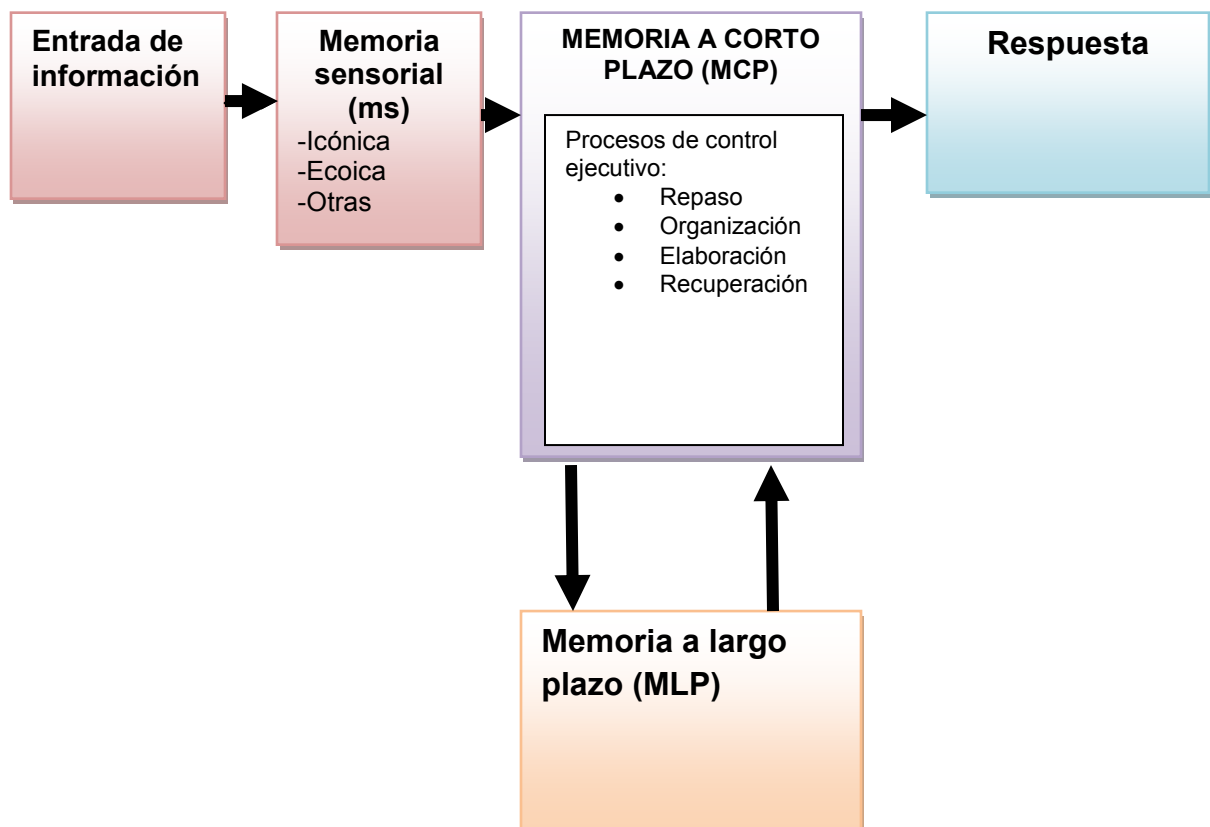 Entrada de
información
Memoria
sensorial
(ms)
-Icónica
-Ecoica
-Otras
MEMORIA A CORTO
PLAZO (MCP)
Procesos de control
ejecutivo:
• Repaso
• Organización
• Elaboración
• Recuperación
Respuesta
Memoria a largo
plazo (MLP)